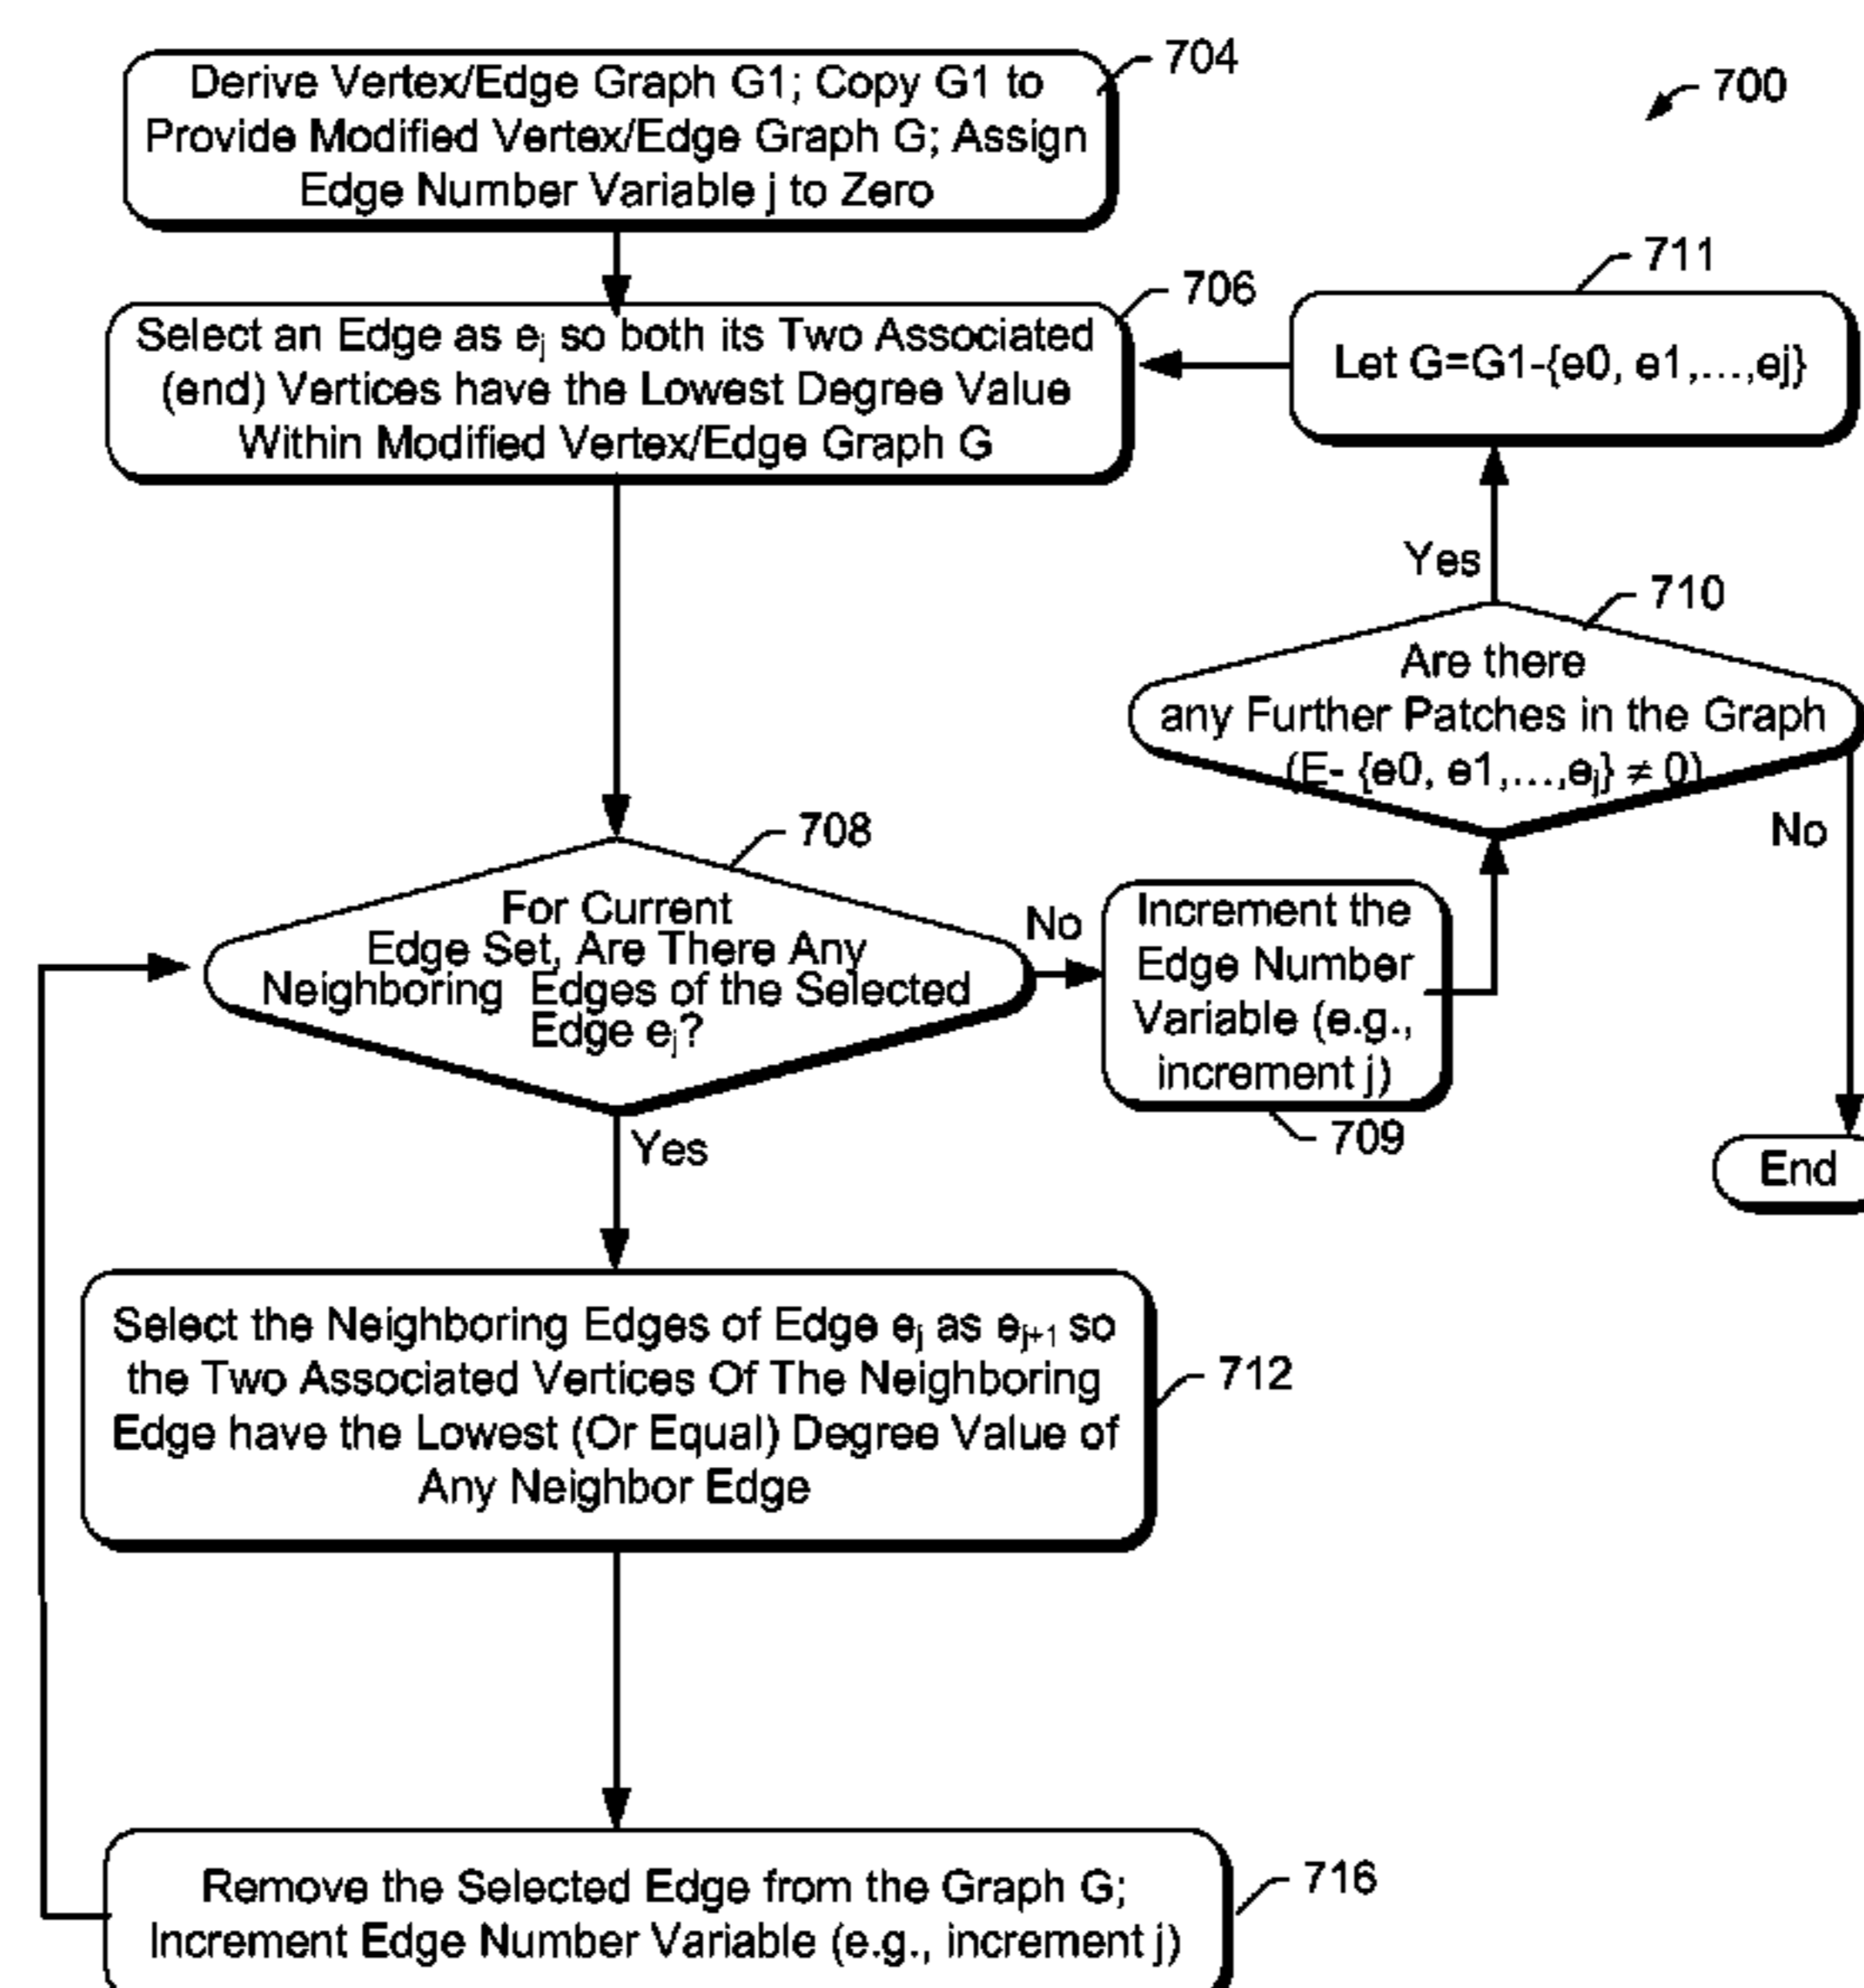 704
Derive Vertex/Edge Graph G1; Copy G1 to
Provide Modified Vertex/Edge Graph G; Assign
Edge Number Variable j to Zero
700
706
Select an Edge as ej so both its Two Associated
(end) Vertices have the Lowest Degree Value
Within Modified Vertex/Edge Graph G
711
Let G=G1-{e0, e1,...,ej}
Yes
710
Are there
any Further Patches in the Graph
(E- {e0, e1,...,ej} ≠ 0)
No
End
708
For Current
Edge Set, Are There Any
Neighboring Edges of the Selected
Edge ej?
No
Increment the
Edge Number
Variable (e.g.,
increment j)
709
Yes
Select the Neighboring Edges of Edge ej as ej+1 so
the Two Associated Vertices Of The Neighboring
Edge have the Lowest (Or Equal) Degree Value of
Any Neighbor Edge
712
Remove the Selected Edge from the Graph G;
Increment Edge Number Variable (e.g., increment j)
716